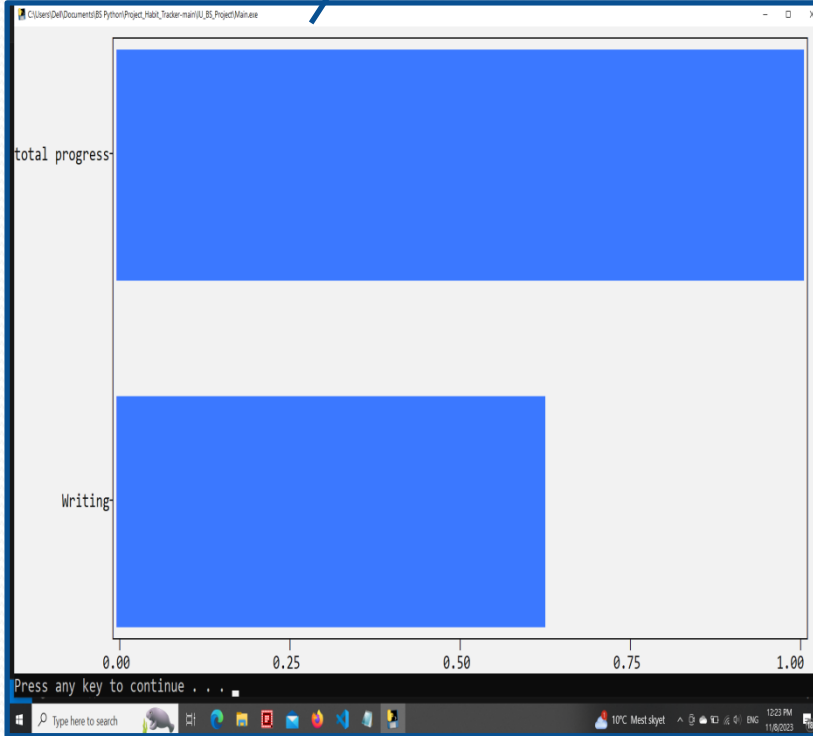 C:\Users\Dell\Documents\BS Python\Project_Habit_Tracker-main\IU_BS_Project\Main.exe
total progress
Writing
0.00 0.25 0.50 0.75 1.00
Press any key to continue . . .
Type here to search
10°C Mest skyet
ENG
12:23 PM
11/8/2023